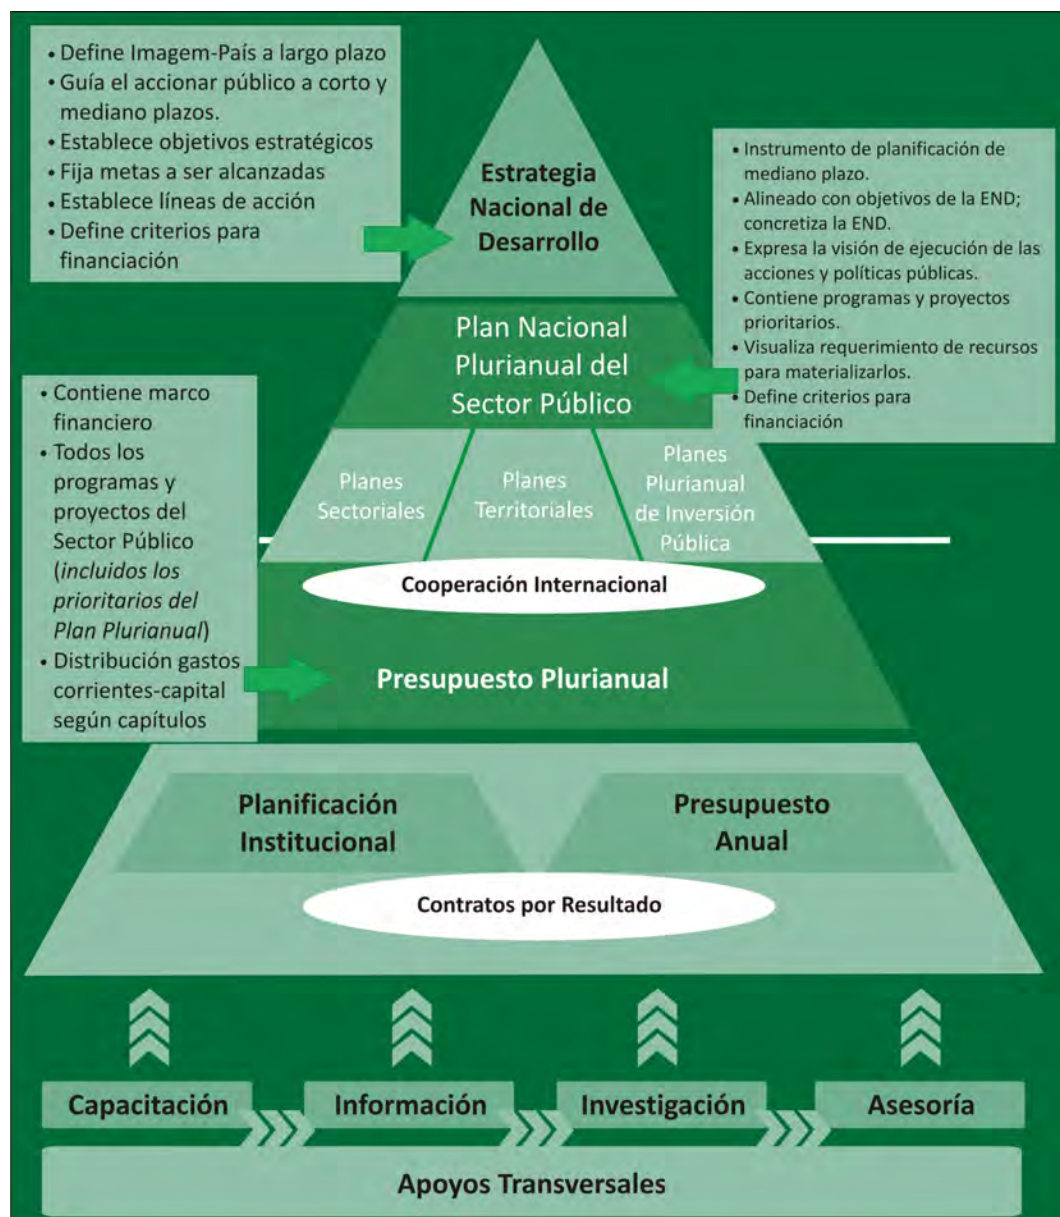 • Define Imagem-País a largo plazo
• Guía el accionar público a corto y
mediano plazos.
• Establece objetivos estratégicos
• Fija metas a ser alcanzadas
• Establece líneas de acción
• Define criterios para
financiación
Estrategia
Nacional de
Desarrollo
• Instrumento de planificación de
mediano plazo.
• Alineado con objetivos de la END;
concretiza la END.
• Expresa la visión de ejecución de las
acciones y políticas públicas.
• Contiene programas y proyectos
prioritarios.
• Visualiza requerimiento de recursos
para materializarlos.
• Define criterios para
financiación
Plan Nacional
Plurianual del
Sector Público
• Contiene marco
financiero
• Todos los
programas y
proyectos del
Sector Público
(incluidos los
prioritarios del
Plan Plurianual)
• Distribución gastos
corrientes-capital
según capítulos
Planes
Sectoriales
Planes
Territoriales
Planes
Plurianual
de Inversión
Pública
Cooperación Internacional
Presupuesto Plurianual
Planificación
Institucional
Presupuesto
Anual
Contratos por Resultado
Capacitación
Información
Investigación
Asesoría
Apoyos Transversales